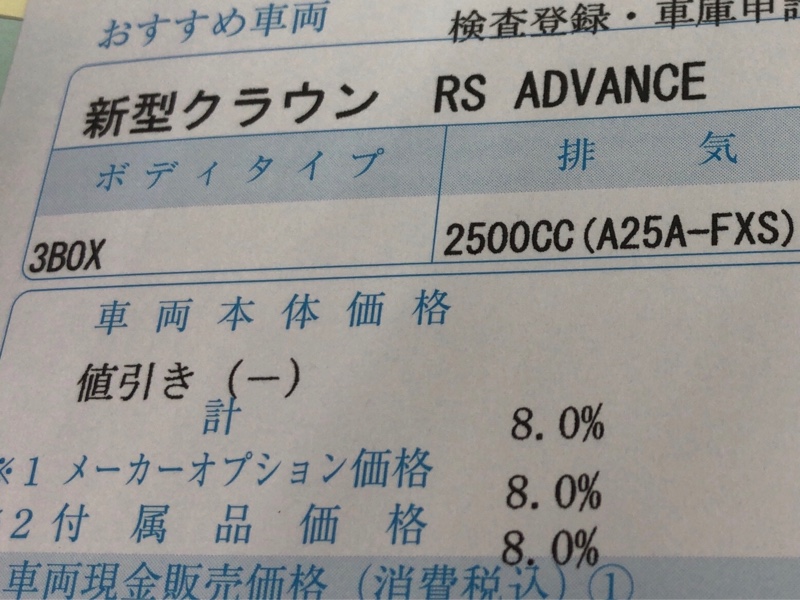 おすすめ車両
検査登録・車庫申請
新型クラウン RS ADVANCE
ボディタイプ 排気
3BOX 2500CC(A25A-FXS)
車両本体価格
値引き (－)
計 8.0%
※1 メーカーオプション価格 8.0%
2 付属品価格 8.0%
車両現金販売価格 (消費税込) ①